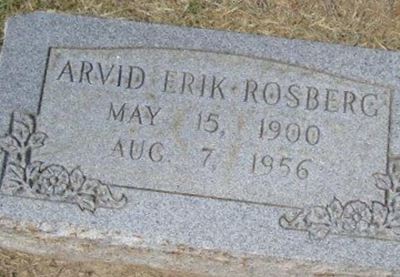 ARVID ERIK ROSBERG
MAY 15, 1900
AUG. 7, 1956